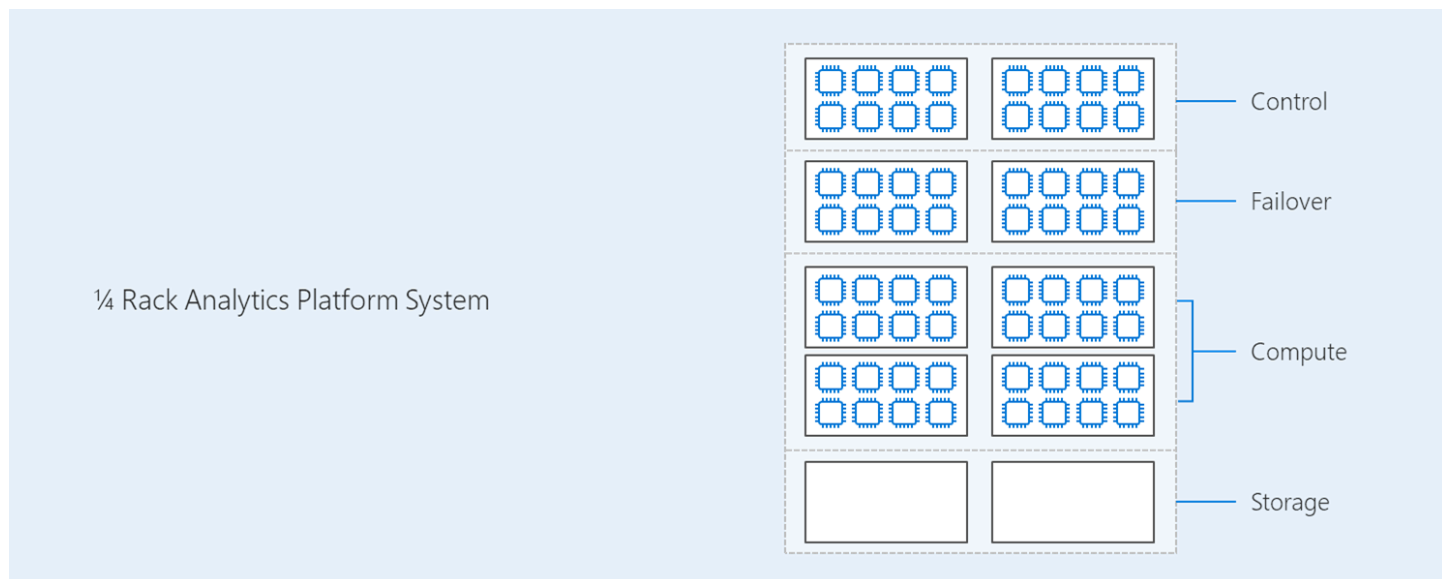 ¼ Rack Analytics Platform System
Control
Failover
Compute
Storage